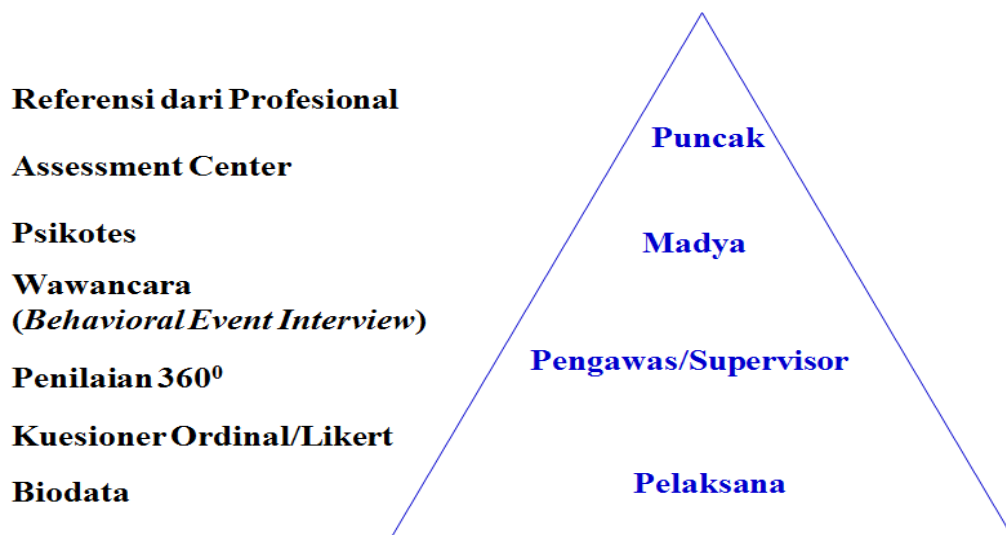 Referensi dari Profesional
Puncak
Assessment Center
Psikotes
Madya
Wawancara
(Behavioral Event Interview)
Pengawas/Supervisor
Penilaian 360⁰
Kuesioner Ordinal/Likert
Pelaksana
Biodata